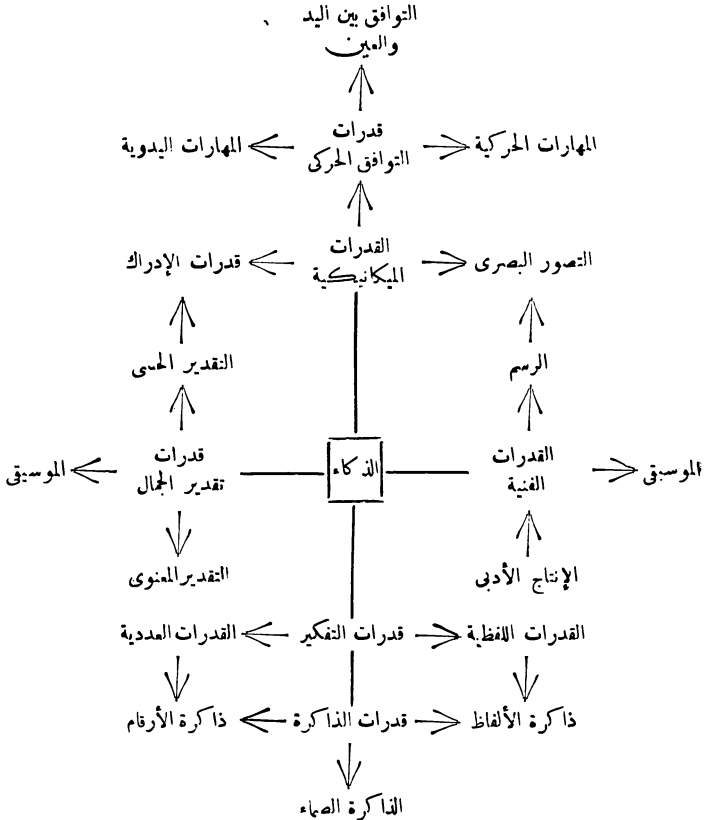 التوافق بين اليد
والعين
المهارات الحركية
قدرات
التوافق الحركى
المهارات اليدوية
التصور البصرى
القدرات
الميكانيكية
قدرات الإدراك
الرسم
التقدير الحسى
الموسيقى
القدرات
الفنية
الذكاء
قدرات
تقدير الجمال
الموسيقى
الإنتاج الأدبى
التقدير المعنوى
القدرات اللفظية
قدرات التفكير
القدرات العددية
ذاكرة الألفاظ
قدرات الذاكرة
ذاكرة الأرقام
الذاكرة الصماء